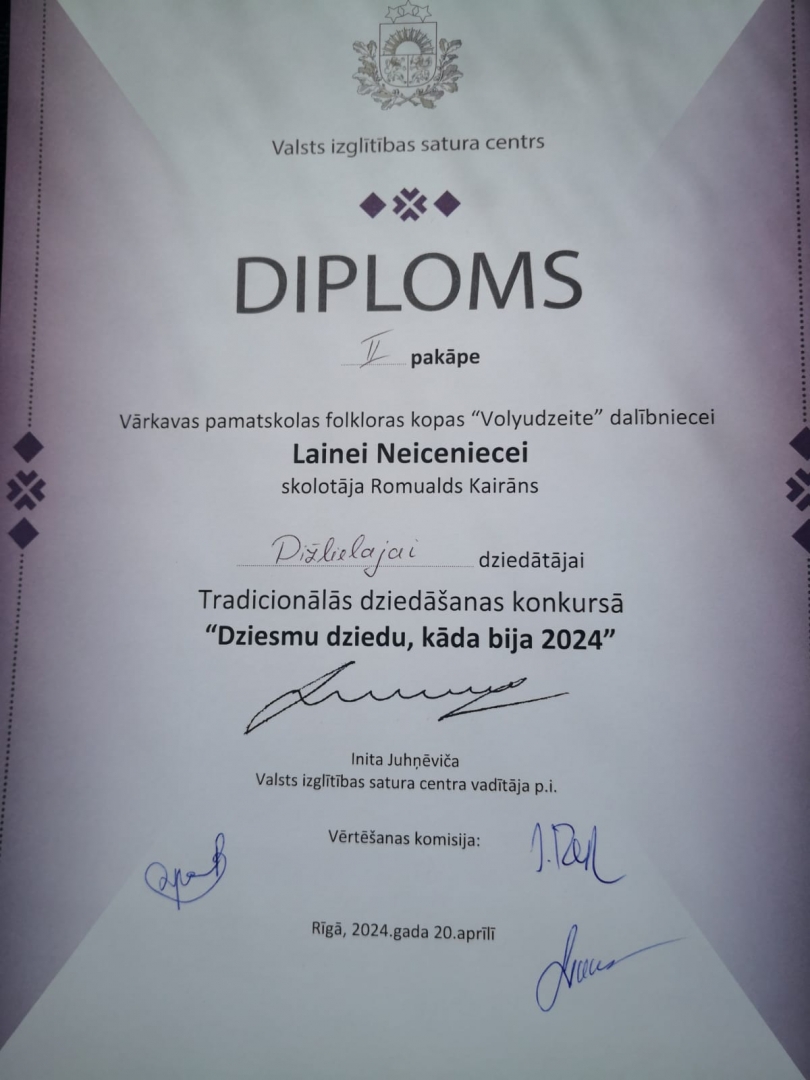 Valsts izglītības satura centrs
DIPLOMS
II pakāpe
Vārkavas pamatskolas folkloras kopas “Volyudzeite” dalībniecei
Lainei Neiceniecei
skolotāja Romualds Kairāns
Dižlielajai dziedātājai
Tradicionālās dziedāšanas konkursā
“Dziesmu dziedu, kāda bija 2024”
Inita Juhņēviča
Valsts izglītības satura centra vadītāja p.i.
Vērtēšanas komisija:
Rīgā, 2024.gada 20.aprīlī